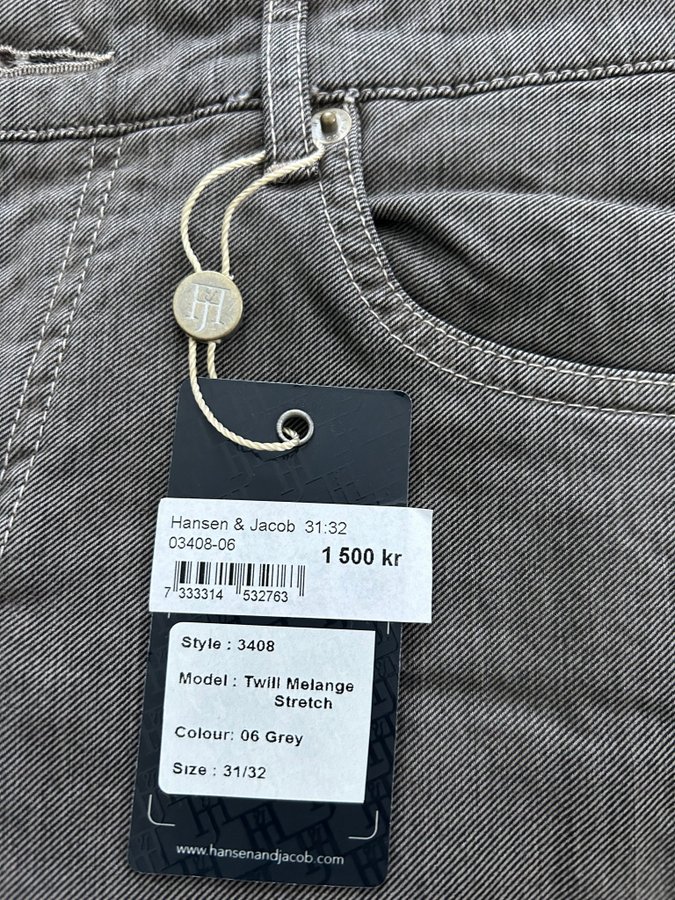 HJ
Hansen & Jacob 31:32
03408-06
1 500 kr
7 333314 532763
Style : 3408
Model : Twill Melange
Stretch
Colour: 06 Grey
Size : 31/32
www.hansenandjacob.com